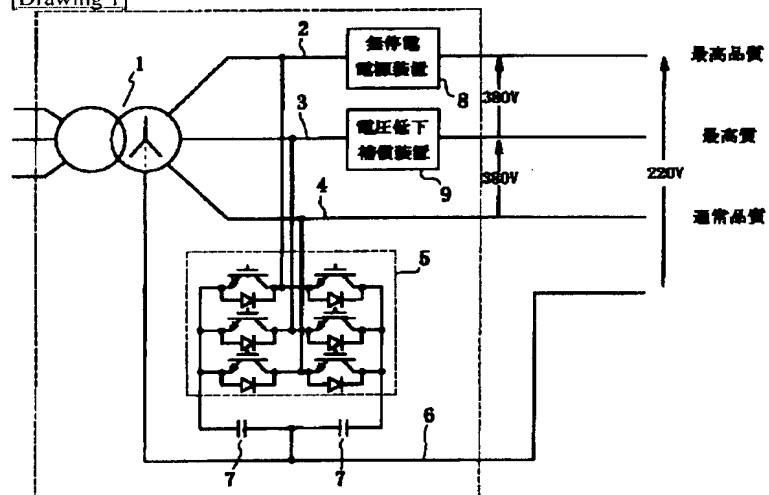 [Drawing 1]
1
2
無停電
電源装置
8
最高品質
380V
3
電圧低下
補償装置
9
最高質
380V
220V
4
通常品質
5
6
7
7